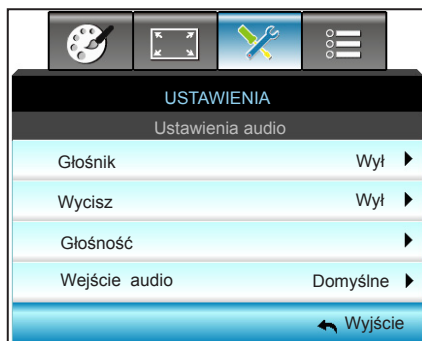 USTAWIENIA
Ustawienia audio
Głośnik Wył
Wycisz Wył
Głośność
Wejście audio Domyślne
Wyjście